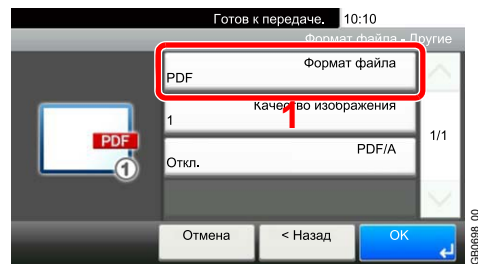 Готов к передаче. 10:10
Формат файла - Другие
Формат файла
PDF
Качество изображения
1
1
PDF/A
Откл.
1/1
PDF
1
Отмена
< Назад
OK
GB0698_00